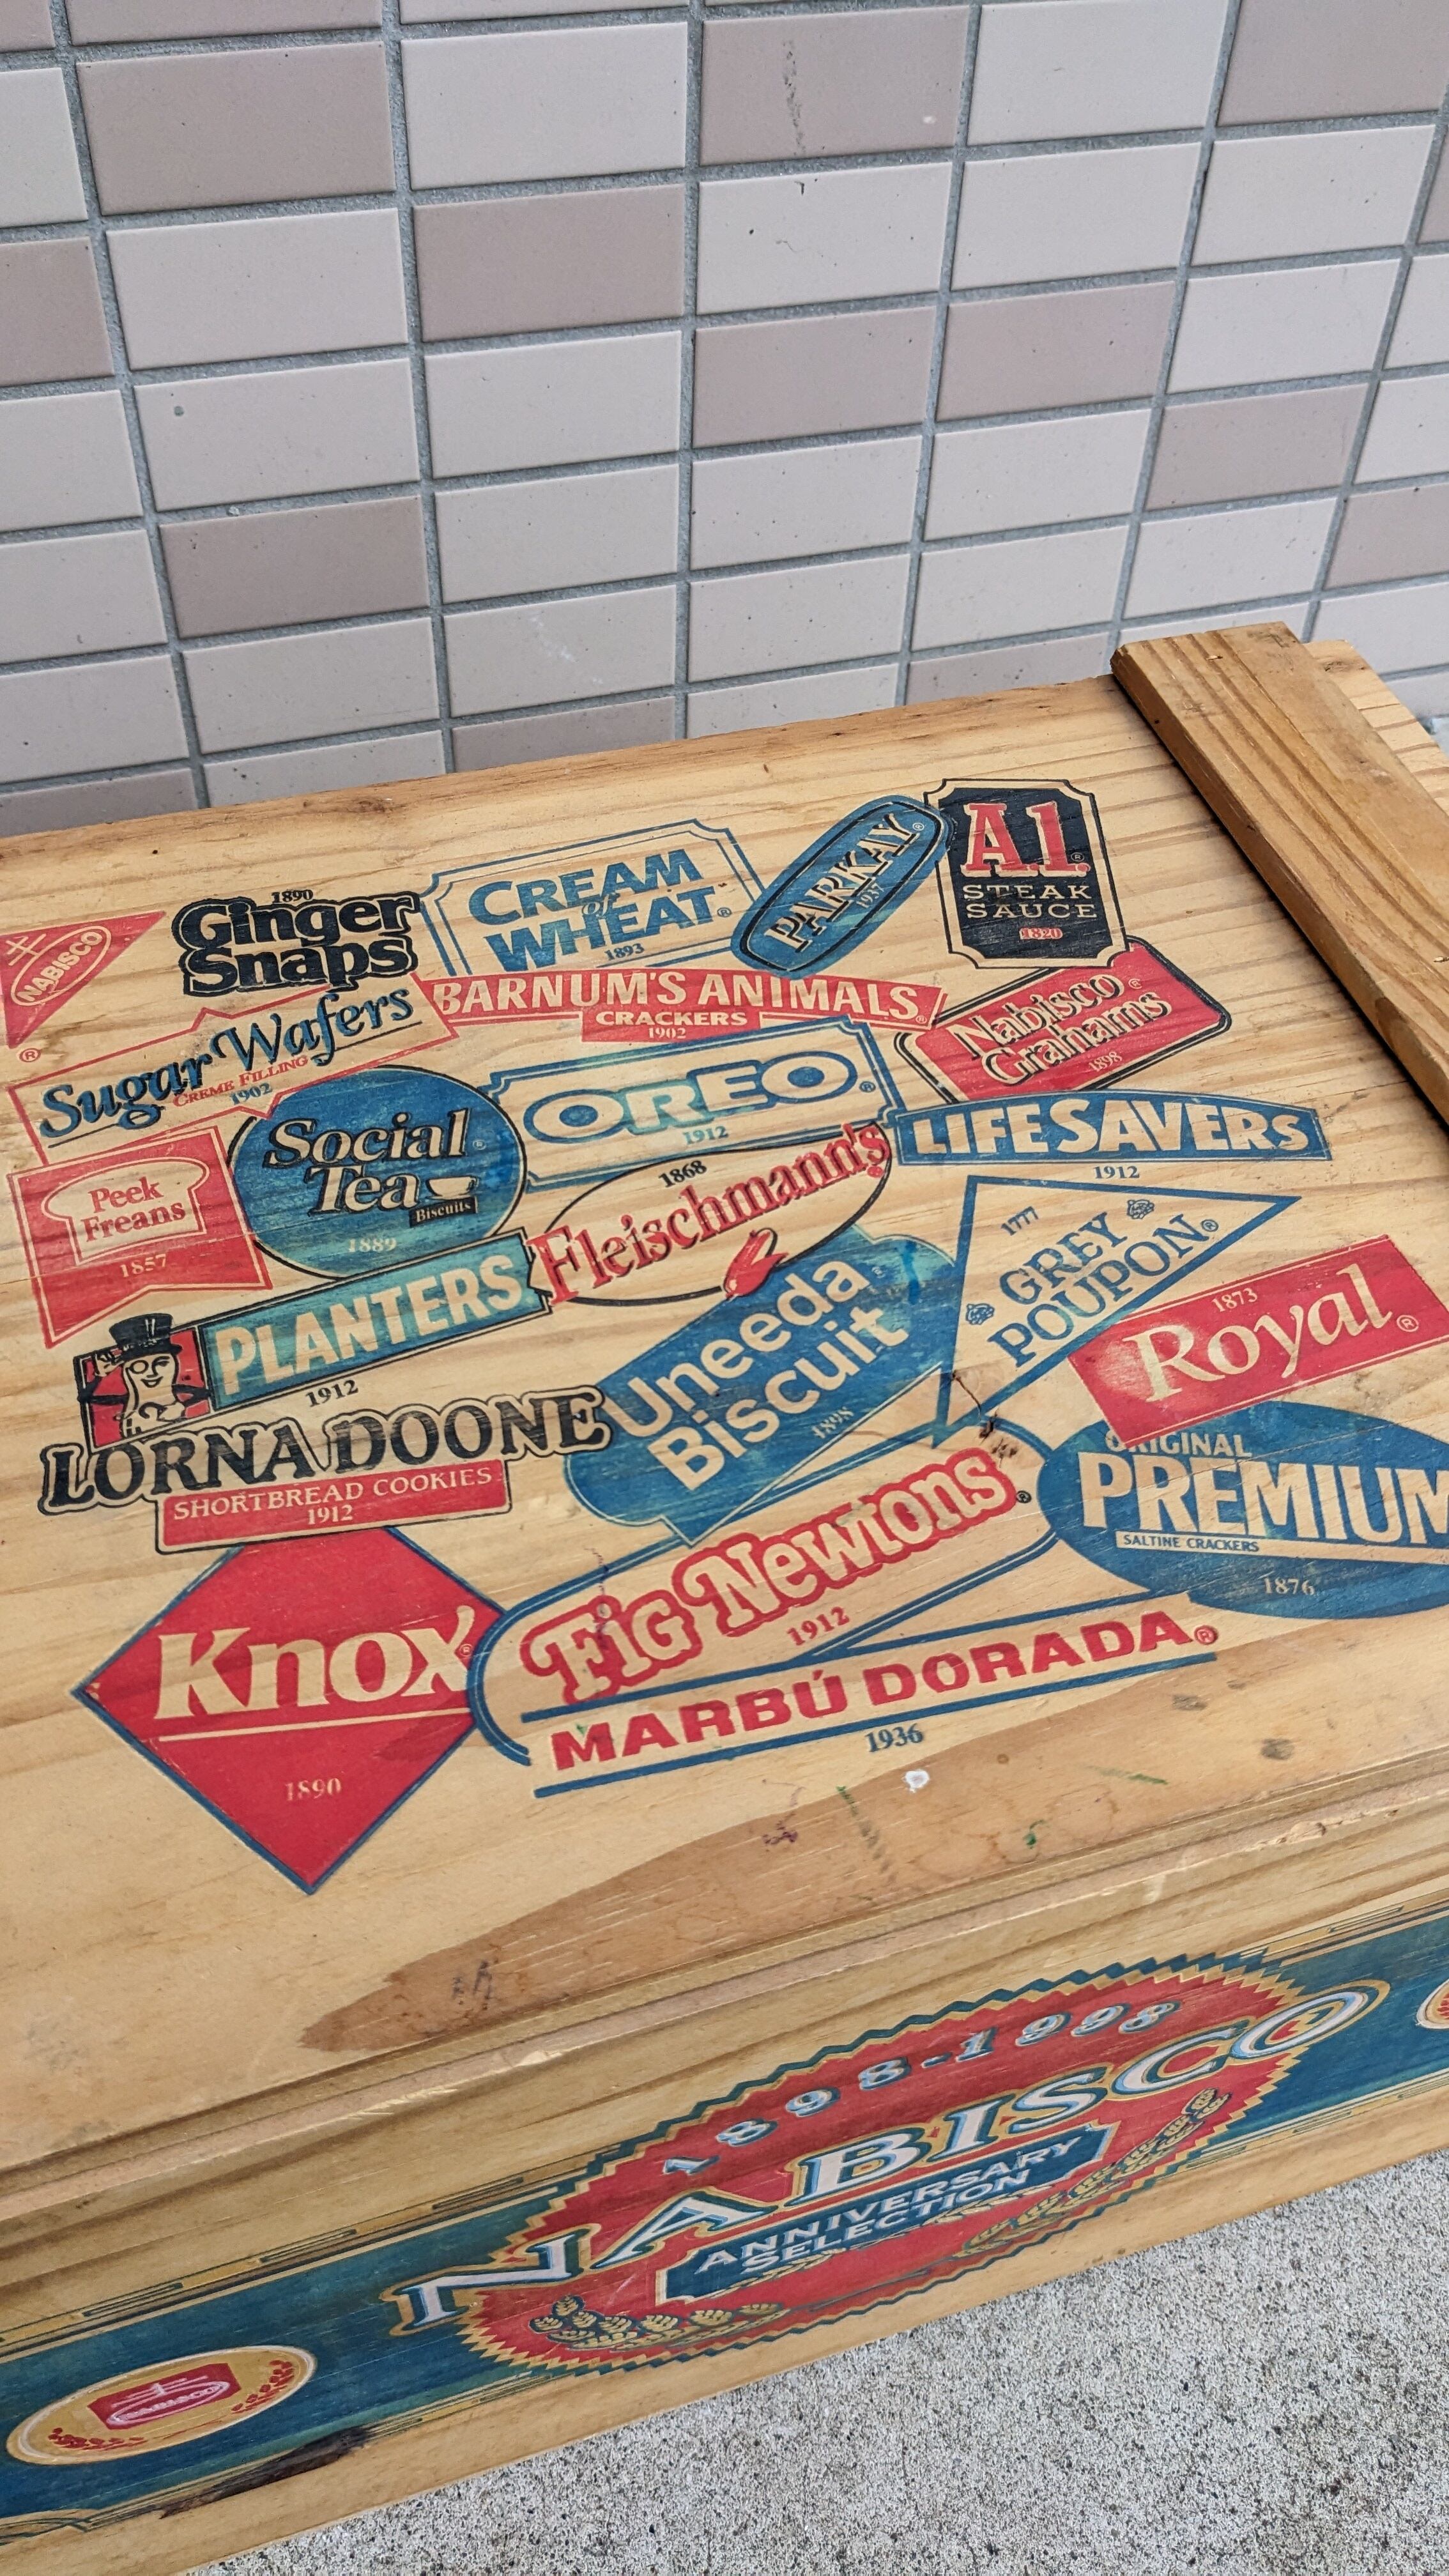 NABISCO
®
1890
Ginger
Snaps
CREAM
of
WHEAT®
1893
PARKAY®
1937
A.1.®
STEAK
SAUCE
1820
Sugar Wafers
CREME FILLING
1902
BARNUM'S ANIMALS®
CRACKERS
1902
Nabisco®
Grahams
1898
Peek
Freans
1857
Social®
Tea
Biscuits
1889
OREO®
1912
LIFE SAVERS
1912
1868
Fleischmann's®
PLANTERS
1912
Uneeda®
Biscuit
1898
1777
GREY
POUPON®
1873
Royal®
LORNA DOONE
SHORTBREAD COOKIES
1912
ORIGINAL
PREMIUM
SALTINE CRACKERS
1876
Knox®
1890
Fig Newtons®
1912
MARBÚ DORADA®
1936
1898-1998
NABISCO
ANNIVERSARY
SELECTION
NABISCO